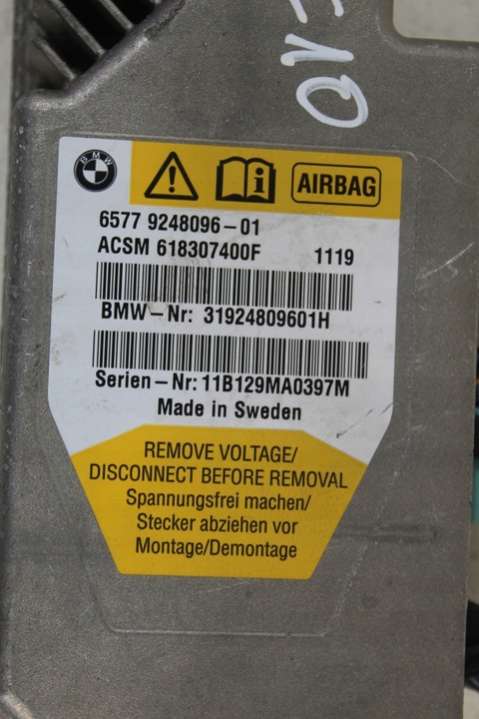 F10
BMW
AIRBAG
6577 9248096-01
ACSM 618307400F 1119
BMW-Nr: 31924809601H
Serien-Nr: 11B129MA0397M
Made in Sweden
REMOVE VOLTAGE/
DISCONNECT BEFORE REMOVAL
Spannungsfrei machen/
Stecker abziehen vor
Montage/Demontage